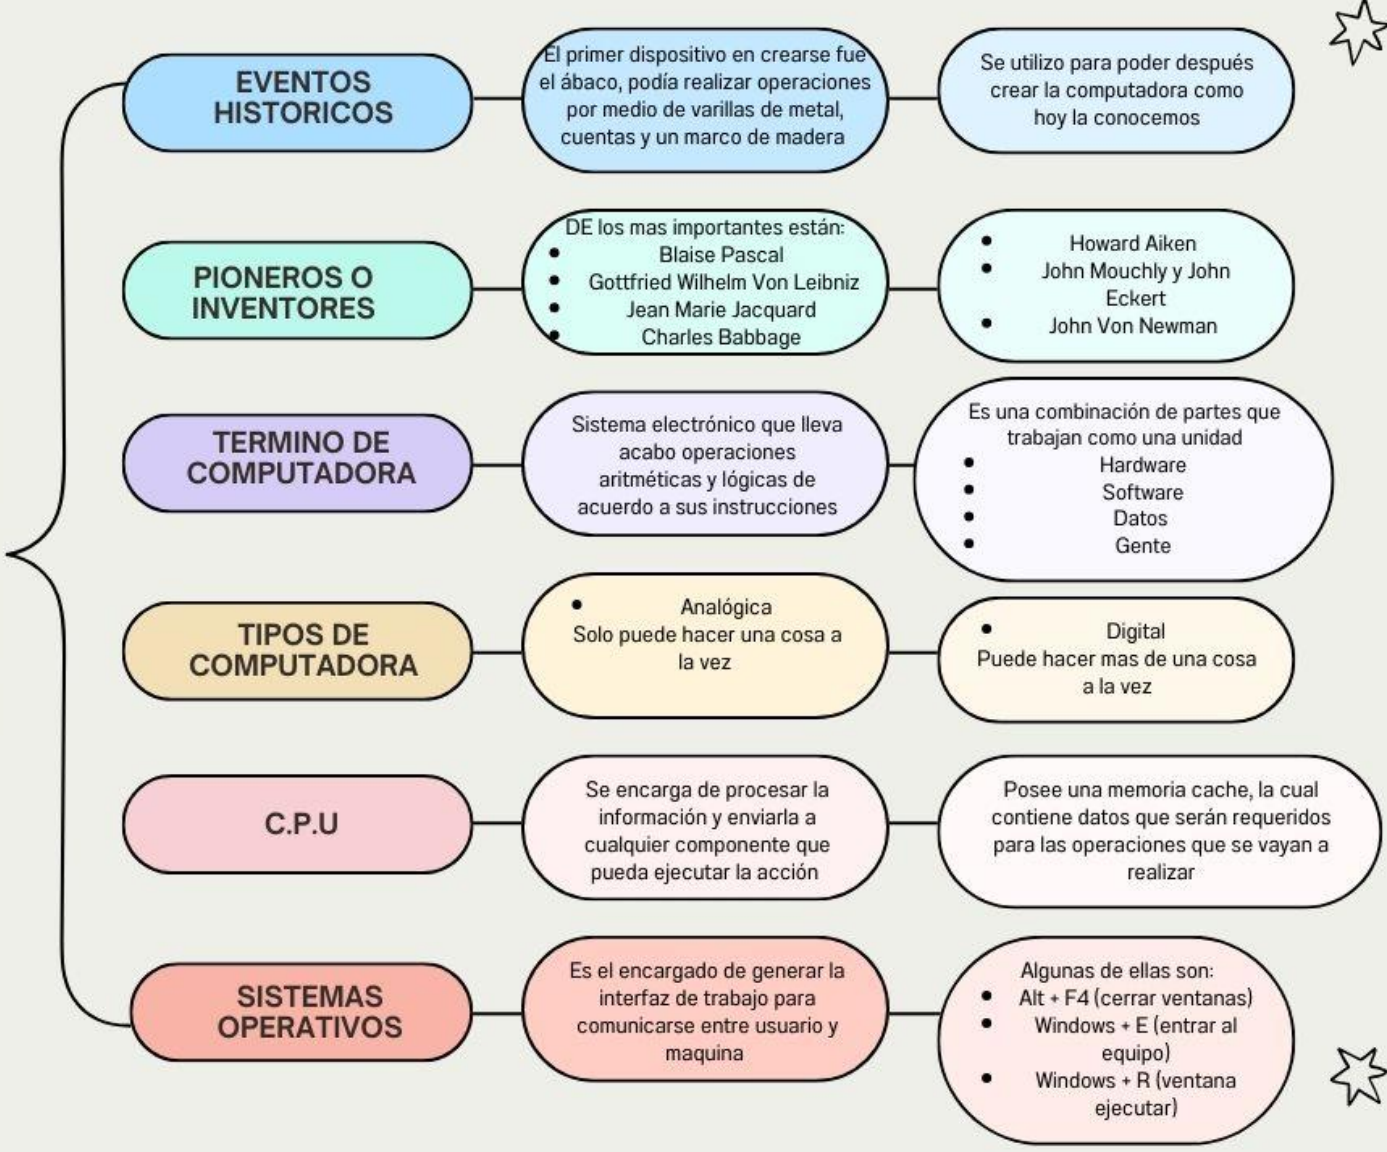 EVENTOS
HISTORICOS
El primer dispositivo en crearse fue
el ábaco, podía realizar operaciones
por medio de varillas de metal,
cuentas y un marco de madera
Se utilizo para poder después
crear la computadora como
hoy la conocemos
PIONEROS O
INVENTORES
DE los mas importantes están:
• Blaise Pascal
• Gottfried Wilhelm Von Leibniz
• Jean Marie Jacquard
• Charles Babbage
• Howard Aiken
• John Mouchly y John
Eckert
• John Von Newman
TERMINO DE
COMPUTADORA
Sistema electrónico que lleva
acabo operaciones
aritméticas y lógicas de
acuerdo a sus instrucciones
Es una combinación de partes que
trabajan como una unidad
• Hardware
• Software
• Datos
• Gente
TIPOS DE
COMPUTADORA
• Analógica
Solo puede hacer una cosa a
la vez
• Digital
Puede hacer mas de una cosa
a la vez
C.P.U
Se encarga de procesar la
información y enviarla a
cualquier componente que
pueda ejecutar la acción
Posee una memoria cache, la cual
contiene datos que serán requeridos
para las operaciones que se vayan a
realizar
SISTEMAS
OPERATIVOS
Es el encargado de generar la
interfaz de trabajo para
comunicarse entre usuario y
maquina
Algunas de ellas son:
• Alt + F4 (cerrar ventanas)
• Windows + E (entrar al
equipo)
• Windows + R (ventana
ejecutar)